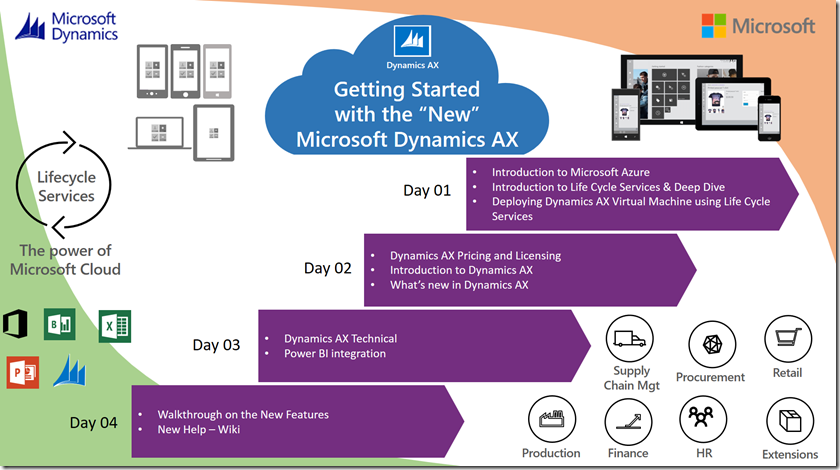 Microsoft
Dynamics
Microsoft
Dynamics AX
Getting Started
with the “New”
Microsoft Dynamics AX
Lifecycle
Services
The power of
Microsoft Cloud
Day 01
• Introduction to Microsoft Azure
• Introduction to Life Cycle Services & Deep Dive
• Deploying Dynamics AX Virtual Machine using Life Cycle
Services
Day 02
• Dynamics AX Pricing and Licensing
• Introduction to Dynamics AX
• What’s new in Dynamics AX
Day 03
• Dynamics AX Technical
• Power BI integration
Day 04
• Walkthrough on the New Features
• New Help – Wiki
Supply
Chain Mgt
Procurement
Retail
Production
Finance
HR
Extensions